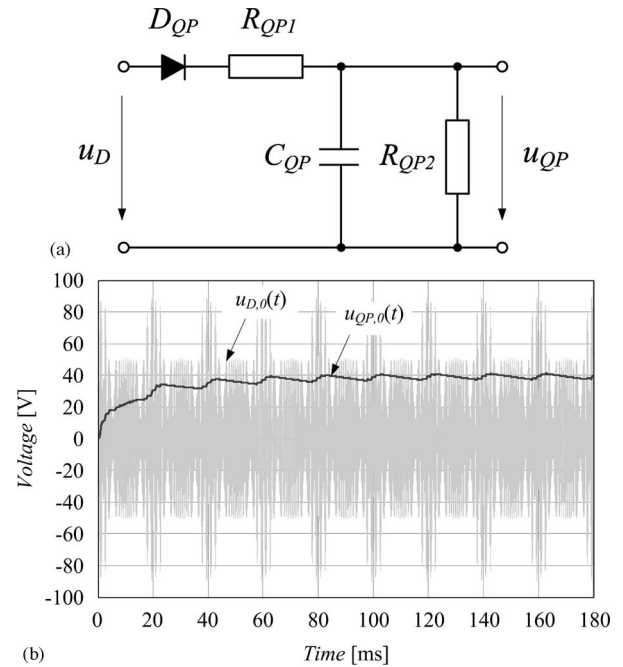 D_QP R_QP1
u_D
C_QP R_QP2 u_QP
(a)
100
80
60
40
20
0
-20
-40
-60
-80
-100
u_D,0(t) u_QP,0(t)
Voltage [V]
0 20 40 60 80 100 120 140 160 180
(b) Time [ms]